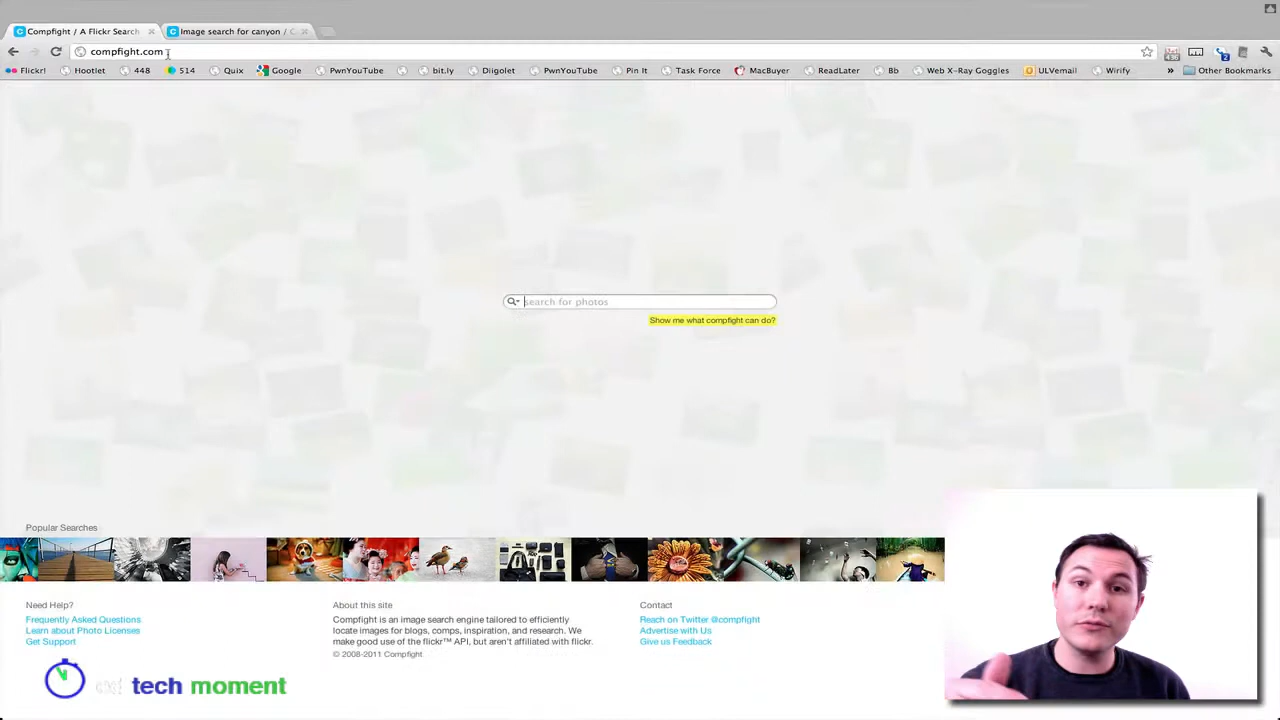 Compfight / A Flickr Search
Image search for canyon / C
compfight.com
Flickr!
Hootlet
448
514
Quix
Google
PwnYouTube
bit.ly
Diigolet
PwnYouTube
Pin It
Task Force
MacBuyer
ReadLater
Bb
Web X-Ray Goggles
ULVemail
Wirify
»
Other Bookmarks
search for photos
Show me what compfight can do?
Popular Searches
Need Help?
Frequently Asked Questions
Learn about Photo Licenses
Get Support
About this site
Compfight is an image search engine tailored to efficiently
locate images for blogs, comps, inspiration, and research. We
make good use of the flickr™ API, but aren't affiliated with flickr.
© 2008-2011 Compfight
Contact
Reach on Twitter @compfight
Advertise with Us
Give us Feedback
ed tech moment